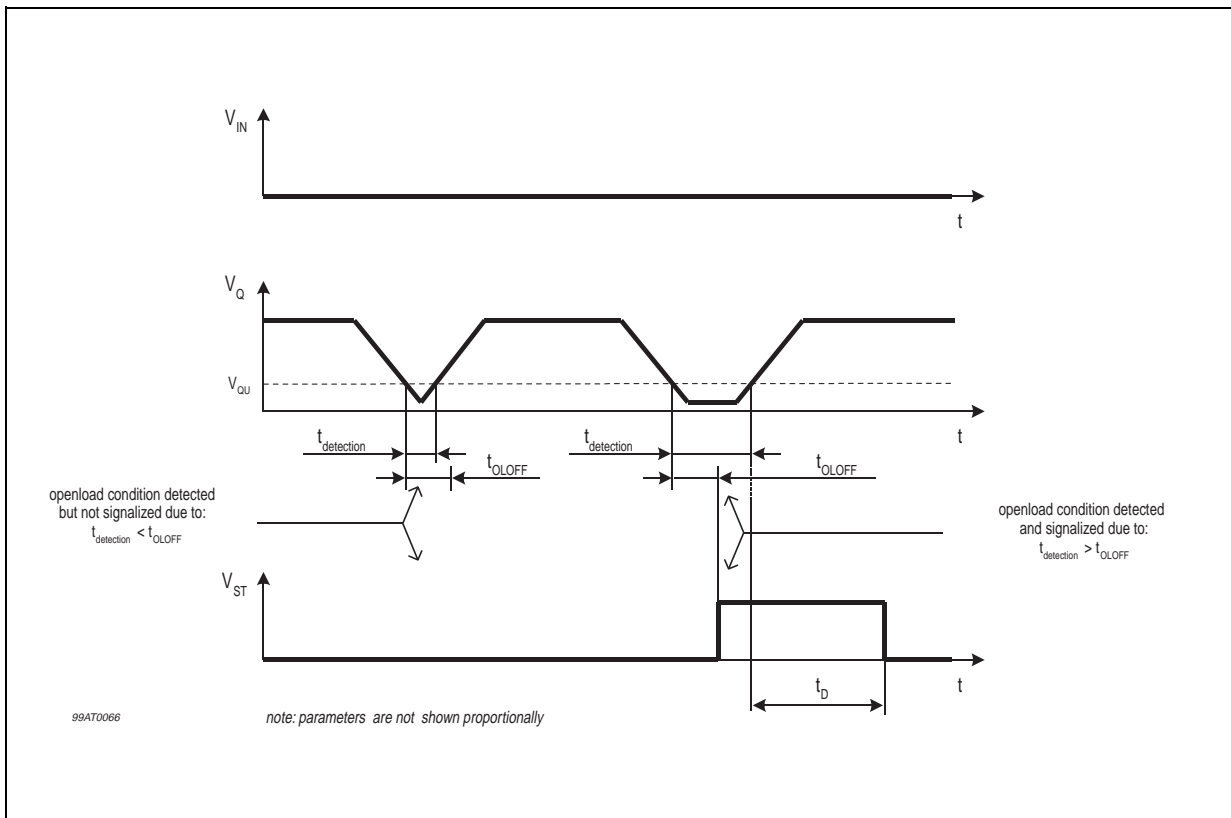 V_IN
t
V_Q
V_QU
t
t_detection
t_OLOFF
t_detection
t_OLOFF
openload condition detected
but not signalized due to:
t_detection < t_OLOFF
openload condition detected
and signalized due to:
t_detection > t_OLOFF
V_ST
t
t_D
99AT0066
note: parameters are not shown proportionally